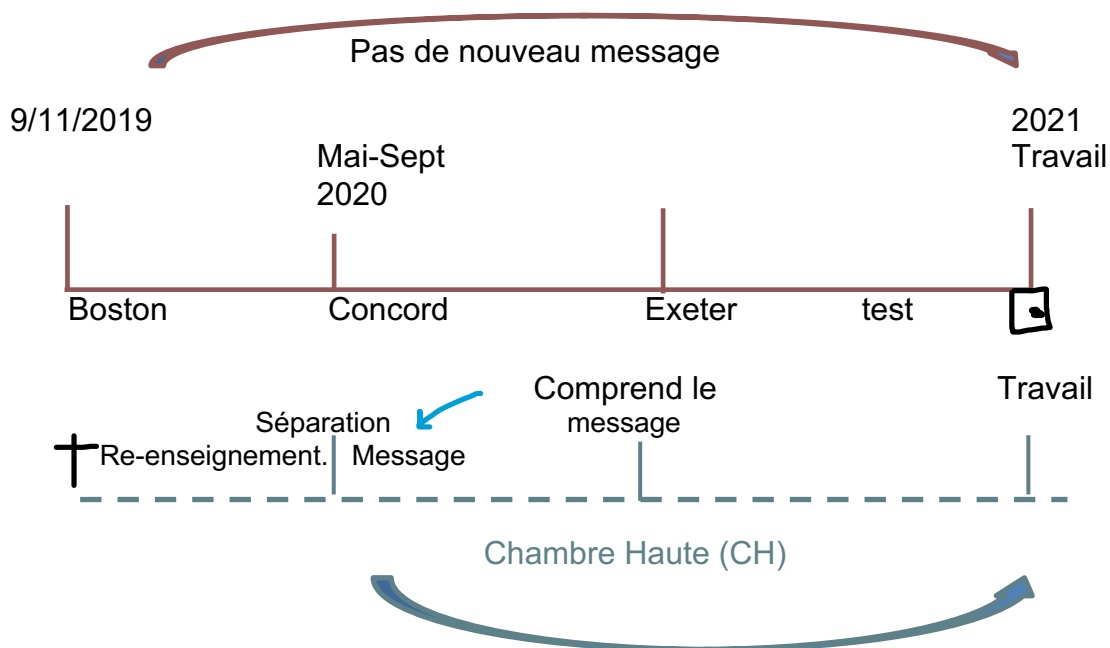 Pas de nouveau message
9/11/2019
2021
Travail
Mai-Sept
2020
Boston
Concord
Exeter
test
Comprend le
message
Travail
Séparation
Re-enseignement.
Message
Chambre Haute (CH)